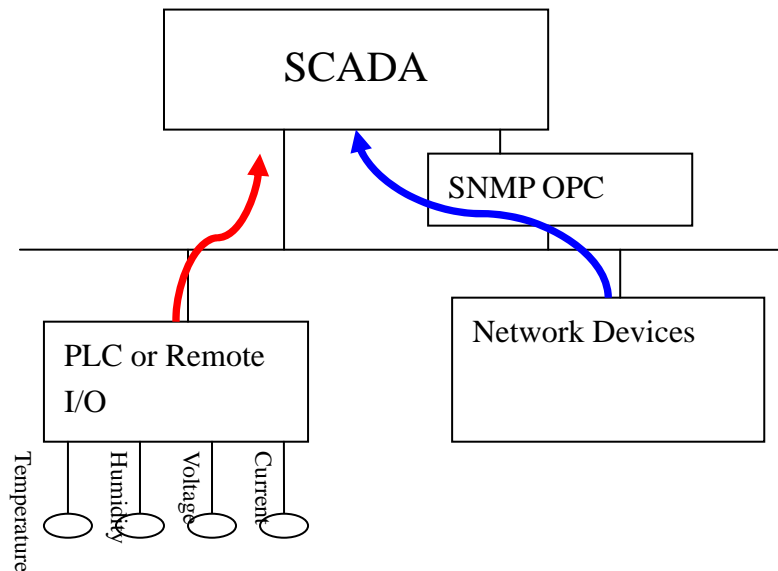 SCADA
SNMP OPC
PLC or Remote
I/O
Network Devices
Temperature
Humidity
Voltage
Current